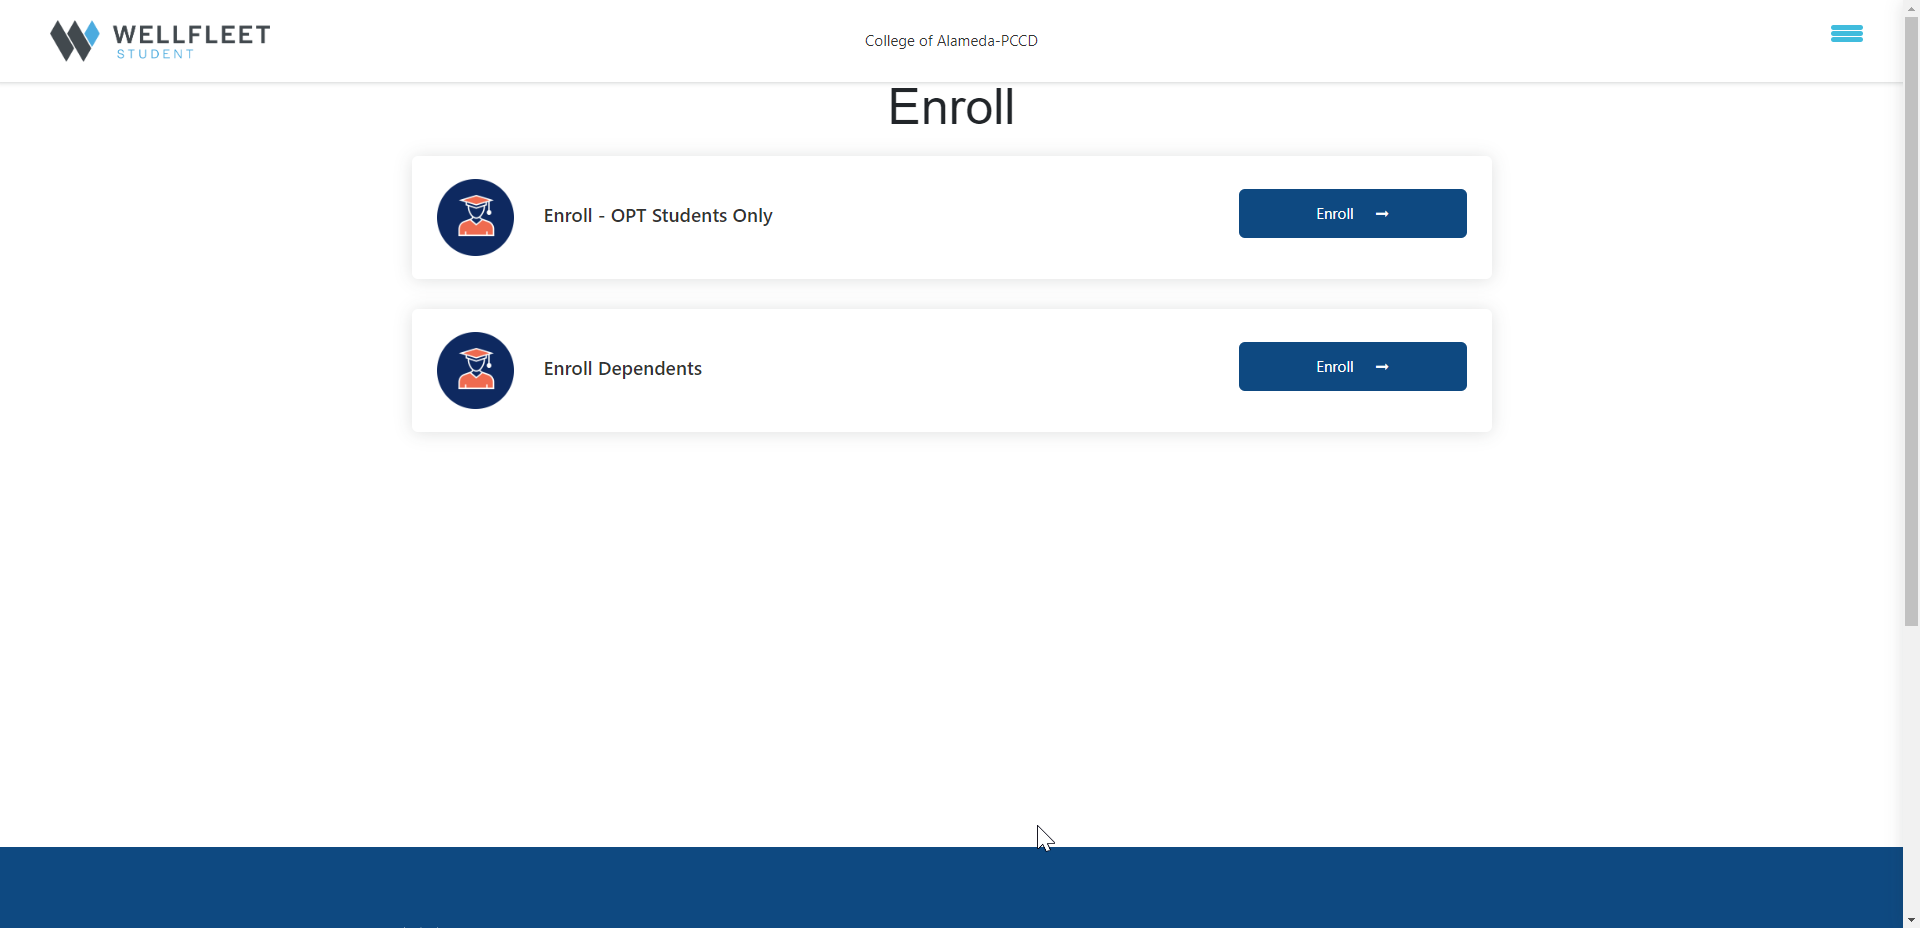 WELLFLEET
STUDENT
College of Alameda-PCCD
Enroll
Enroll - OPT Students Only
Enroll
Enroll Dependents
Enroll